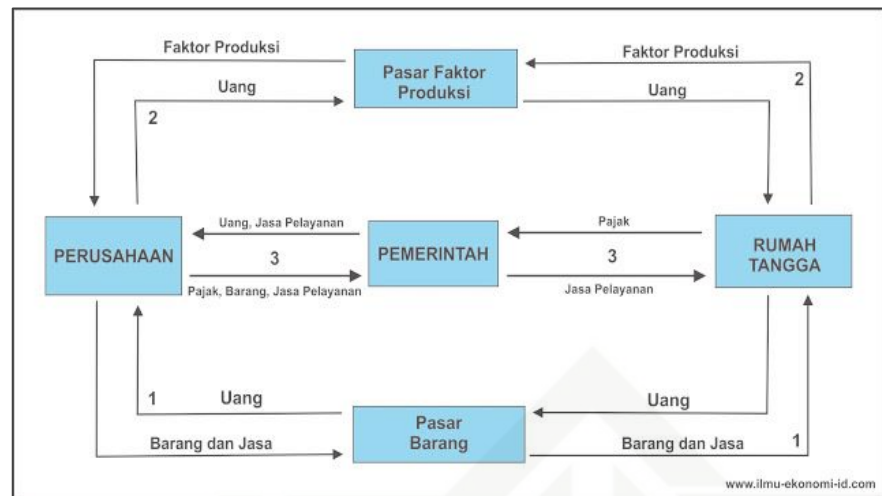 Faktor Produksi
Pasar Faktor
Produksi
Faktor Produksi
Uang
Uang
2
2
PERUSAHAAN
Uang, Jasa Pelayanan
3
Pajak, Barang, Jasa Pelayanan
PEMERINTAH
Pajak
3
Jasa Pelayanan
RUMAH
TANGGA
1
Uang
Uang
Pasar
Barang
Barang dan Jasa
Barang dan Jasa
1
www.ilmu-ekonomi-id.com